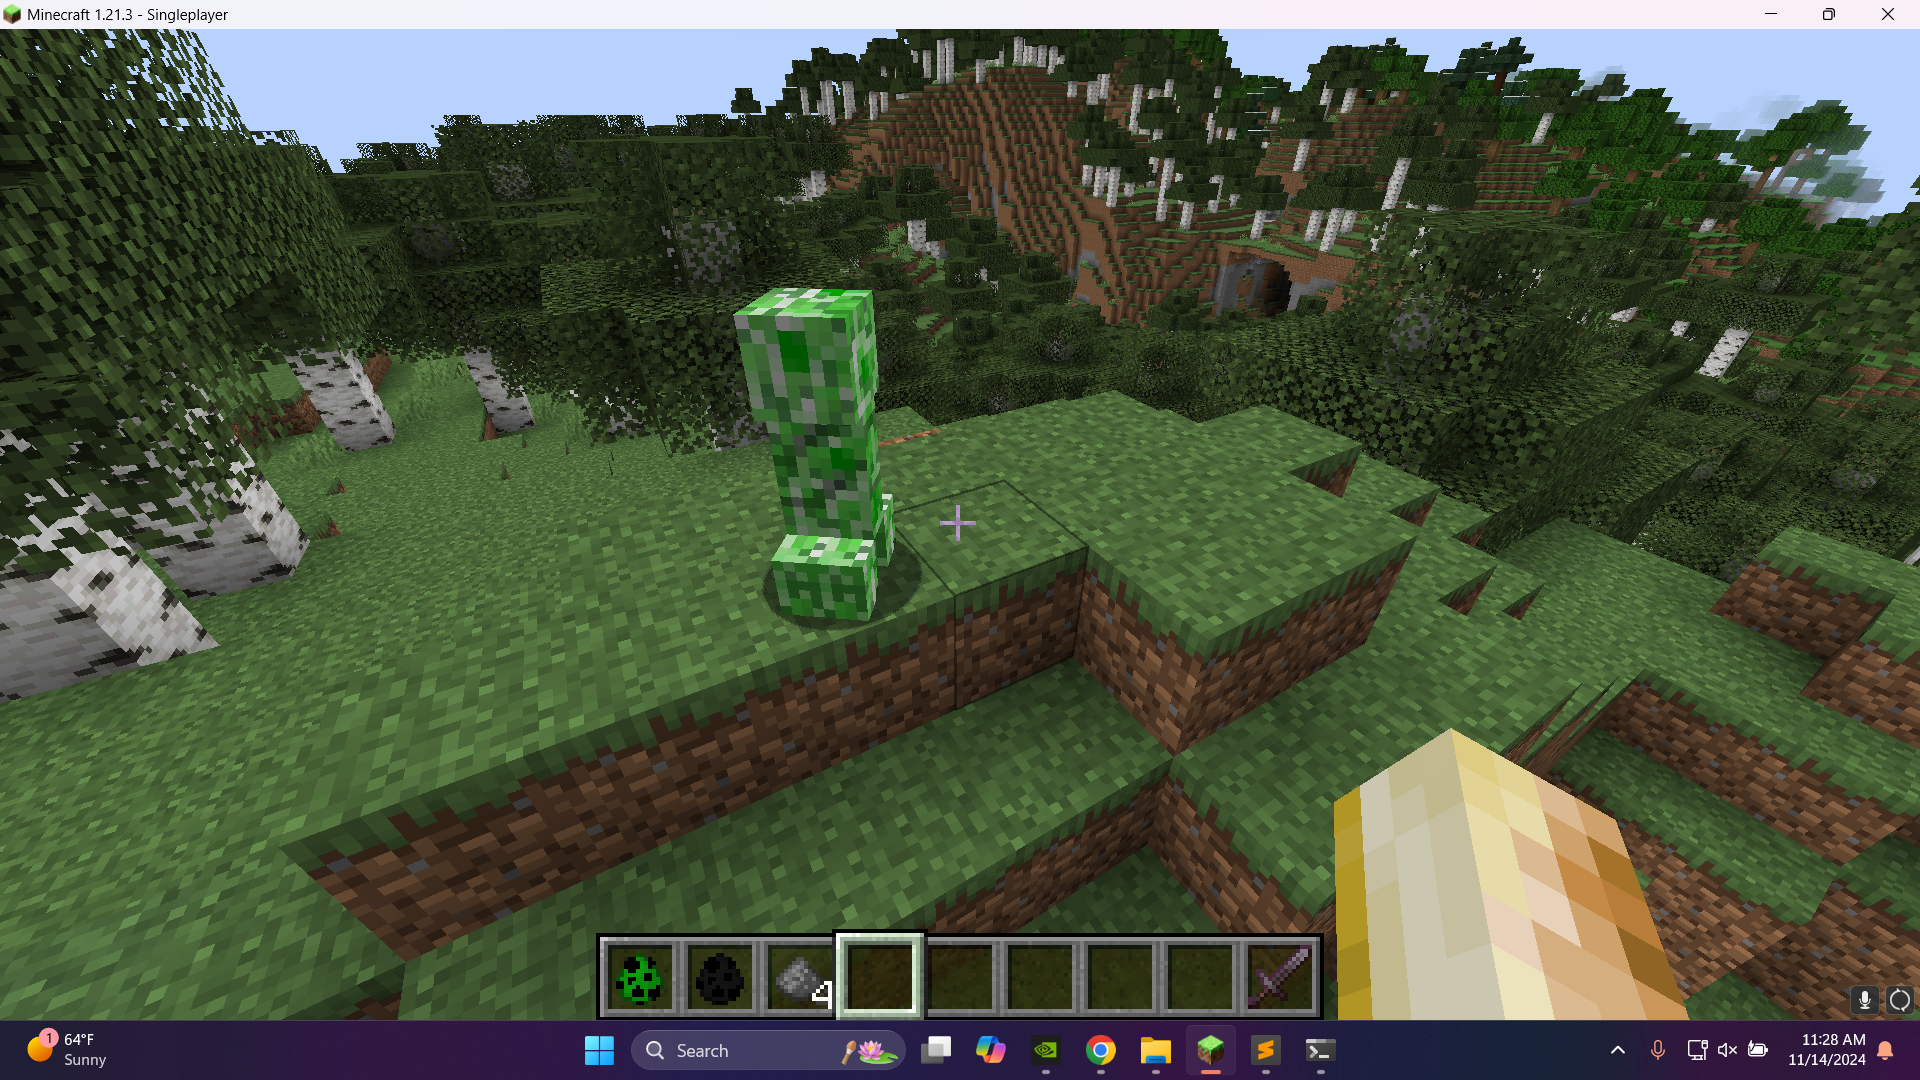 Minecraft 1.21.3 - Singleplayer
4
1
64°F
Sunny
Search
11:28 AM
11/14/2024